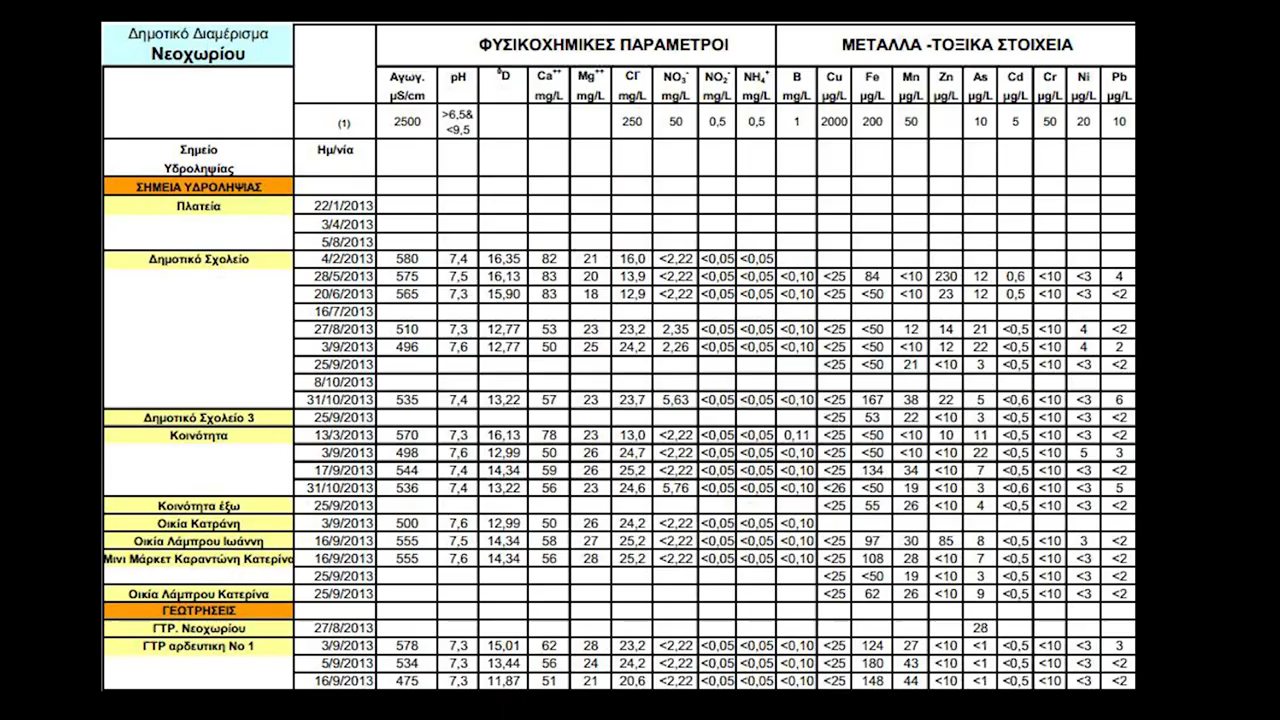 Δημοτικό Διαμέρισμα
Νεοχωρίου
ΦΥΣΙΚΟΧΗΜΙΚΕΣ ΠΑΡΑΜΕΤΡΟΙ ΜΕΤΑΛΛΑ -ΤΟΞΙΚΑ ΣΤΟΙΧΕΙΑ
Αγωγ. pH ⁰D Ca⁺⁺ Mg⁺⁺ Cl⁻ NO₃⁻ NO₂⁻ NH₄⁺ B Cu Fe Mn Zn As Cd Cr Ni Pb
μS/cm mg/L mg/L mg/L mg/L mg/L mg/L mg/L μg/L μg/L μg/L μg/L μg/L μg/L μg/L μg/L μg/L
(1) 2500 >6,5& <9,5 250 50 0,5 0,5 1 2000 200 50 10 5 50 20 10
Σημείο Ημ/νία
Υδροληψίας
ΣΗΜΕΙΑ ΥΔΡΟΛΗΨΙΑΣ
Πλατεία 22/1/2013
3/4/2013
5/8/2013
Δημοτικό Σχολείο 4/2/2013 580 7,4 16,35 82 21 16,0 <2,22 <0,05 <0,05
28/5/2013 575 7,5 16,13 83 20 13,9 <2,22 <0,05 <0,05 <0,10 <25 84 <10 230 12 0,6 <10 <3 4
20/6/2013 565 7,3 15,90 83 18 12,9 <2,22 <0,05 <0,05 <0,10 <25 <50 <10 23 12 0,5 <10 <3 <2
16/7/2013
27/8/2013 510 7,3 12,77 53 23 23,2 2,35 <0,05 <0,05 <0,10 <25 <50 12 14 21 <0,5 <10 4 <2
3/9/2013 496 7,6 12,77 50 25 24,2 2,26 <0,05 <0,05 <0,10 <25 <50 <10 12 22 <0,5 <10 4 2
25/9/2013 <25 <50 21 <10 3 <0,5 <10 <3 <2
8/10/2013
31/10/2013 535 7,4 13,22 57 23 23,7 5,63 <0,05 <0,05 <0,10 <25 167 38 22 5 <0,6 <10 <3 6
Δημοτικό Σχολείο 3 25/9/2013 <25 53 22 <10 3 <0,5 <10 <3 <2
Κοινότητα 13/3/2013 570 7,3 16,13 78 23 13,0 <2,22 <0,05 <0,05 0,11 <25 <50 <10 10 11 <0,5 <10 <3 <2
3/9/2013 498 7,6 12,99 50 26 24,7 <2,22 <0,05 <0,05 <0,10 <25 <50 <10 <10 22 <0,5 <10 5 3
17/9/2013 544 7,4 14,34 59 26 25,2 <2,22 <0,05 <0,05 <0,10 <25 134 34 <10 7 <0,5 <10 <3 <2
31/10/2013 536 7,4 13,22 56 23 24,6 5,76 <0,05 <0,05 <0,10 <26 <50 19 <10 3 <0,6 <10 <3 5
Κοινότητα έξω 25/9/2013 <25 55 26 <10 4 <0,5 <10 <3 <2
Οικία Κατράνη 3/9/2013 500 7,6 12,99 50 26 24,2 <2,22 <0,05 <0,05 <0,10
Οικία Λάμπρου Ιωάννη 16/9/2013 555 7,5 14,34 58 27 25,2 <2,22 <0,05 <0,05 <0,10 <25 97 30 85 8 <0,5 <10 3 <2
Μινι Μάρκετ Καραντώνη Κατερίνα 16/9/2013 555 7,6 14,34 56 28 25,2 <2,22 <0,05 <0,05 <0,10 <25 108 28 <10 7 <0,5 <10 <3 <2
25/9/2013 <25 <50 19 <10 3 <0,5 <10 <3 <2
Οικία Λάμπρου Κατερίνα 25/9/2013 <25 62 26 <10 9 <0,5 <10 <3 <2
ΓΕΩΤΡΗΣΕΙΣ
ΓΤΡ. Νεοχωρίου 27/8/2013 28
ΓΤΡ αρδευτικη Νο 1 3/9/2013 578 7,3 15,01 62 28 23,2 <2,22 <0,05 <0,05 <0,10 <25 124 27 <10 <1 <0,5 <10 <3 3
5/9/2013 534 7,3 13,44 56 24 24,2 <2,22 <0,05 <0,05 <0,10 <25 180 43 <10 <1 <0,5 <10 <3 <2
16/9/2013 475 7,3 11,87 51 21 20,6 <2,22 <0,05 <0,05 <0,10 <25 148 44 <10 <1 <0,5 <10 <3 <2